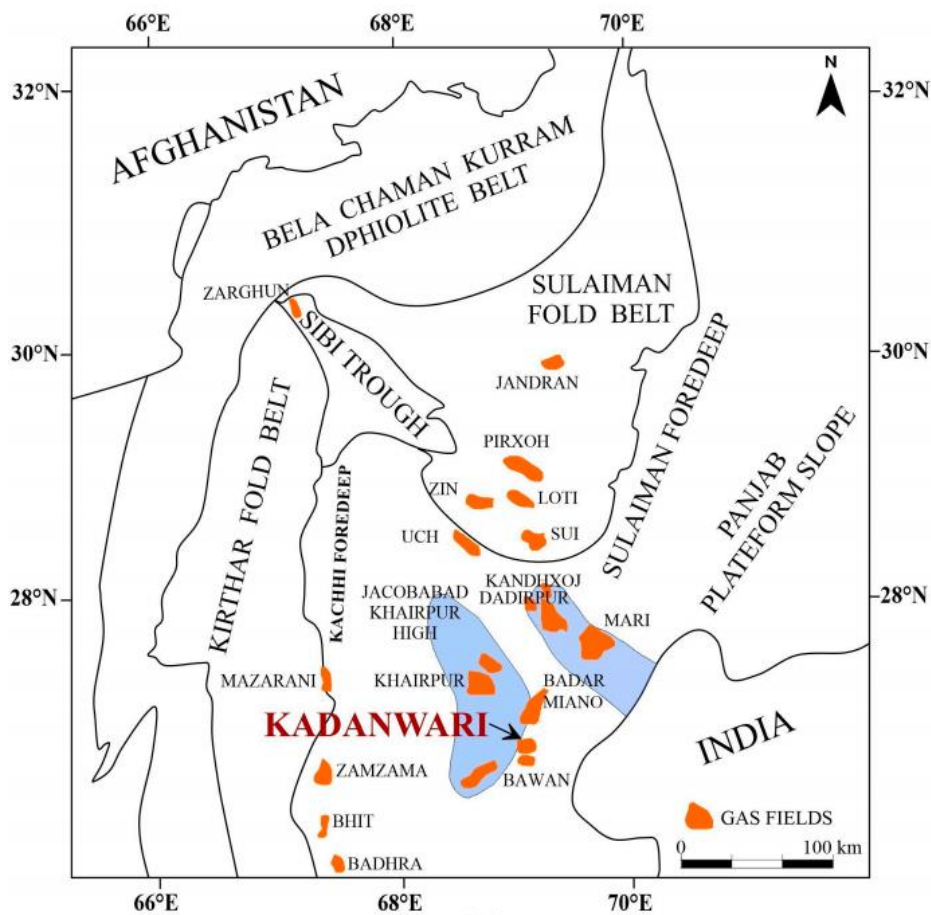 66°E 68°E 70°E
N
32°N 32°N
AFGHANISTAN
BELA CHAMAN KURRAM
DPHIOLITE BELT
ZARGHUN
SULAIMAN
FOLD BELT
SIBI TROUGH
30°N 30°N
JANDRAN
SULAIMAN FOREDEEP
KIRTHAR FOLD BELT
PIRXOH
PANJAB
PLATEFORM SLOPE
ZIN
LOTI
KACHHI FOREDEEP
UCH
SUI
28°N 28°N
JACOBABAD
KHAIRPUR
HIGH
KANDHXOJ
DADIRPUR
MARI
MAZARANI
KHAIRPUR
BADAR
MIANO
KADANWARI
INDIA
ZAMZAMA
BAWAN
BHIT
GAS FIELDS
BADHRA
0 100 km
66°E 68°E 70°E